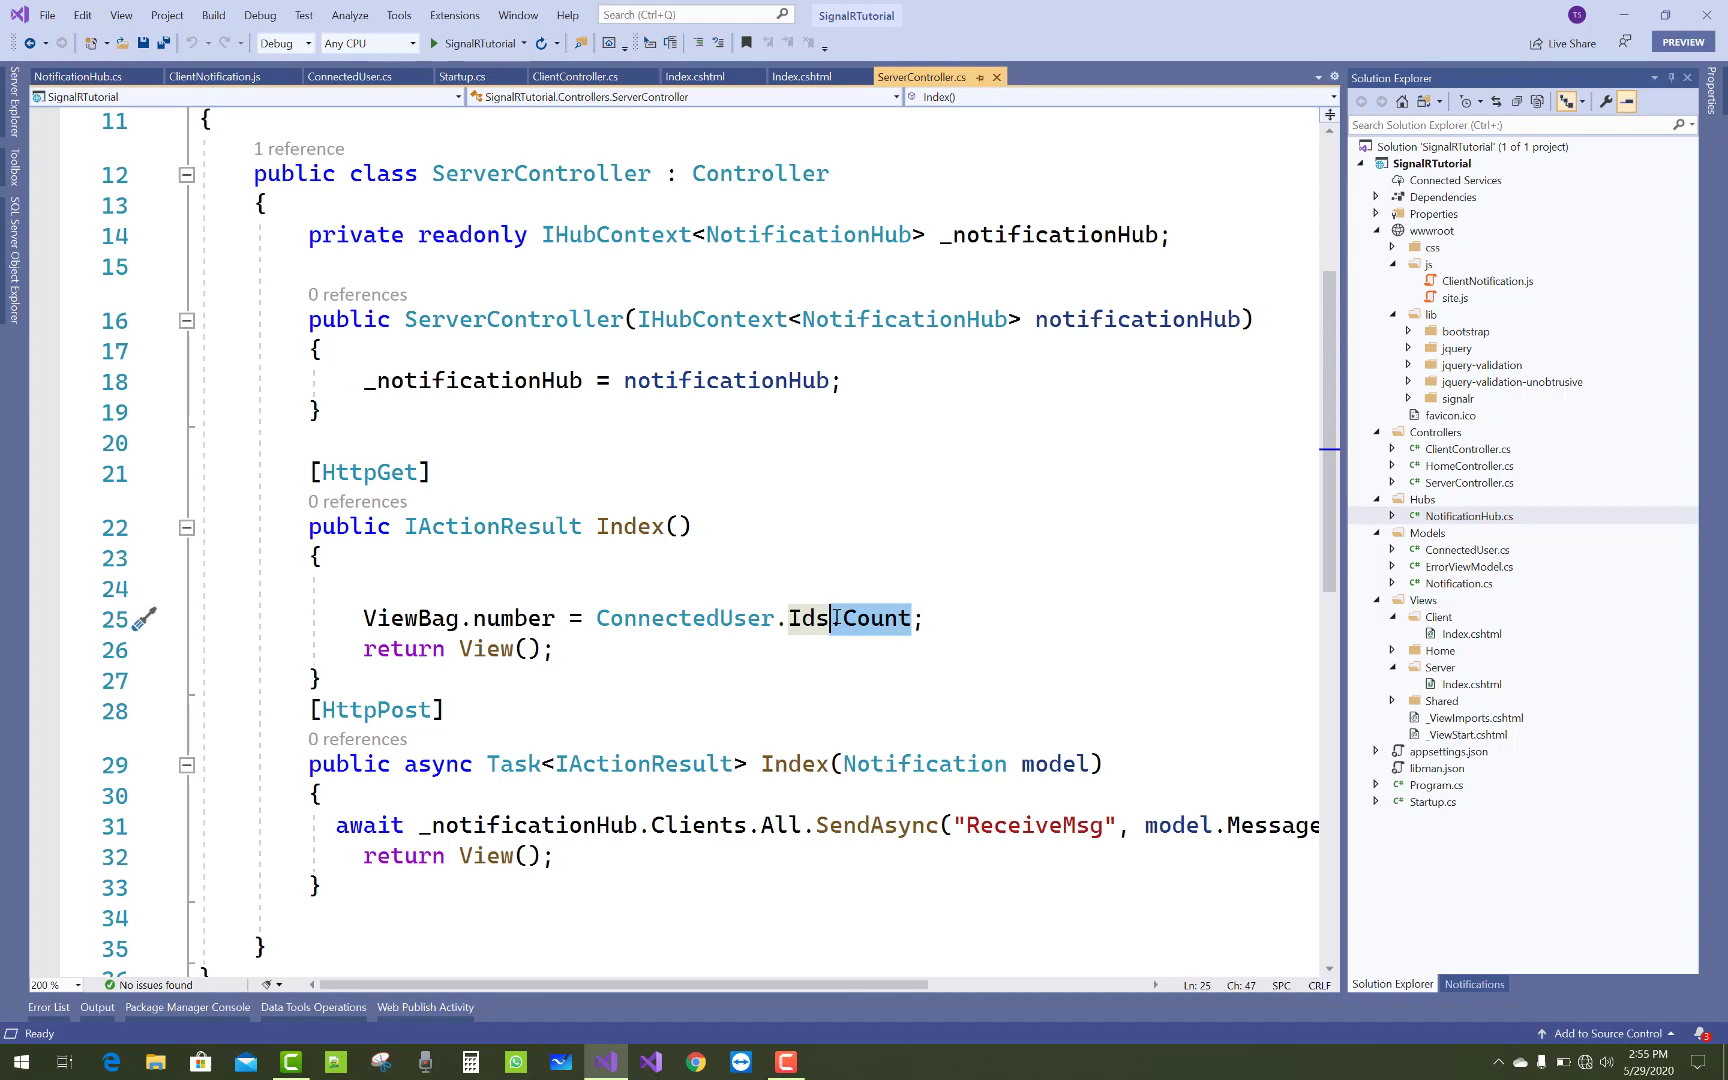 File Edit View Project Build Debug Test Analyze Tools Extensions Window Help Search (Ctrl+Q) SignalRTutorial TS
Debug Any CPU SignalRTutorial Live Share PREVIEW
NotificationHub.cs ClientNotification.js ConnectedUser.cs Startup.cs ClientController.cs Index.cshtml Index.cshtml ServerController.cs
SignalRTutorial SignalRTutorial.Controllers.ServerController Index()
Server Explorer
Toolbox
SQL Server Object Explorer
11 {
1 reference
12 public class ServerController : Controller
13 {
14 private readonly IHubContext<NotificationHub> _notificationHub;
15
0 references
16 public ServerController(IHubContext<NotificationHub> notificationHub)
17 {
18 _notificationHub = notificationHub;
19 }
20
21 [HttpGet]
0 references
22 public IActionResult Index()
23 {
24
25 ViewBag.number = ConnectedUser.Ids.Count;
26 return View();
27 }
28 [HttpPost]
0 references
29 public async Task<IActionResult> Index(Notification model)
30 {
31 await _notificationHub.Clients.All.SendAsync("ReceiveMsg", model.Message
32 return View();
33 }
34
35 }
}
200 % No issues found Ln: 25 Ch: 47 SPC CRLF
Error List Output Package Manager Console Data Tools Operations Web Publish Activity
Solution Explorer
Search Solution Explorer (Ctrl+;)
Solution 'SignalRTutorial' (1 of 1 project)
SignalRTutorial
Connected Services
Dependencies
Properties
wwwroot
css
js
ClientNotification.js
site.js
lib
bootstrap
jquery
jquery-validation
jquery-validation-unobtrusive
signalr
favicon.ico
Controllers
C# ClientController.cs
C# HomeController.cs
C# ServerController.cs
Hubs
C# NotificationHub.cs
Models
C# ConnectedUser.cs
C# ErrorViewModel.cs
C# Notification.cs
Views
Client
Index.cshtml
Home
Server
Index.cshtml
Shared
_ViewImports.cshtml
_ViewStart.cshtml
appsettings.json
libman.json
C# Program.cs
C# Startup.cs
Solution Explorer Notifications
Properties
Ready Add to Source Control 3
2:55 PM
5/29/2020